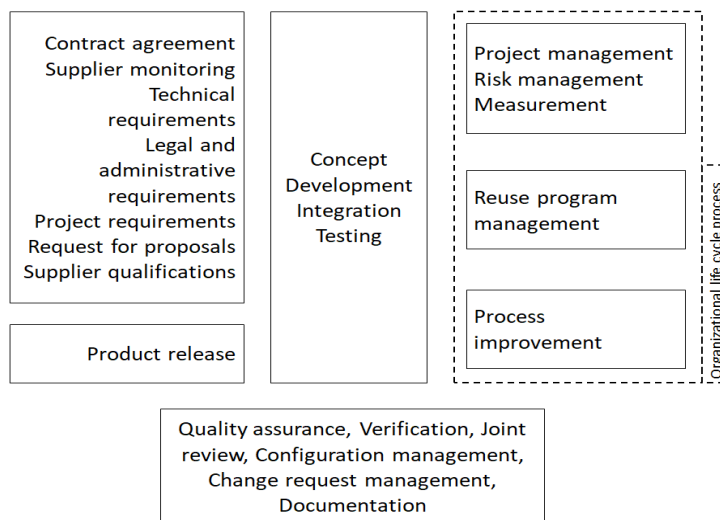 Contract agreement
Supplier monitoring
Technical
requirements
Legal and
administrative
requirements
Project requirements
Request for proposals
Supplier qualifications
Product release
Concept
Development
Integration
Testing
Project management
Risk management
Measurement
Reuse program
management
Process
improvement
Organizational life cycle process
Quality assurance, Verification, Joint
review, Configuration management,
Change request management,
Documentation